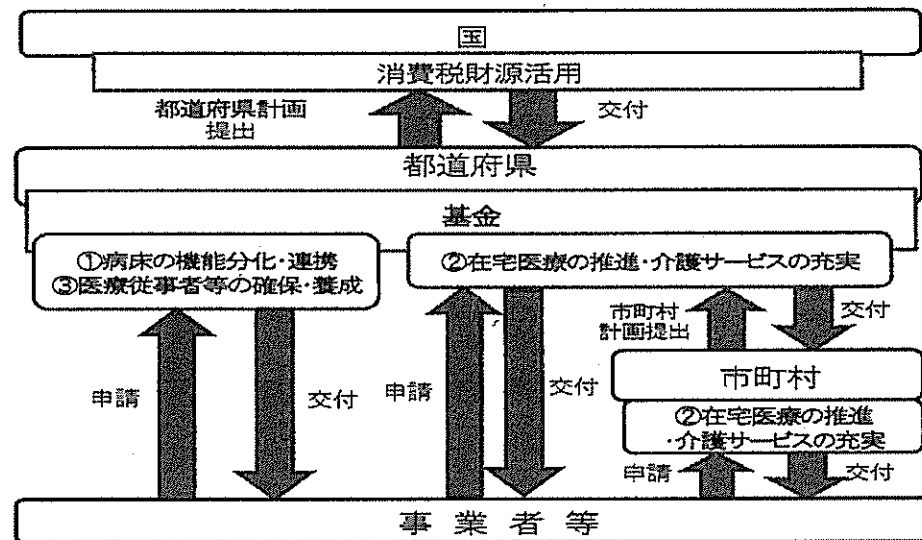 国
消費税財源活用
都道府県計画
提出
交付
都道府県
基金
①病床の機能分化・連携
③医療従事者等の確保・養成
②在宅医療の推進・介護サービスの充実
市町村
計画提出
交付
市町村
②在宅医療の推進
・介護サービスの充実
申請
交付
申請
交付
申請
交付
事業者等